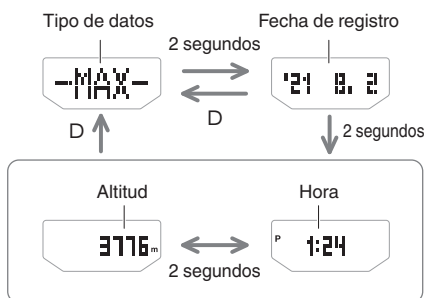 Tipo de datos
Fecha de registro
2 segundos
-MAX-
'21 8. 2
D
D
2 segundos
Altitud
Hora
3776 m
P 1:24
2 segundos